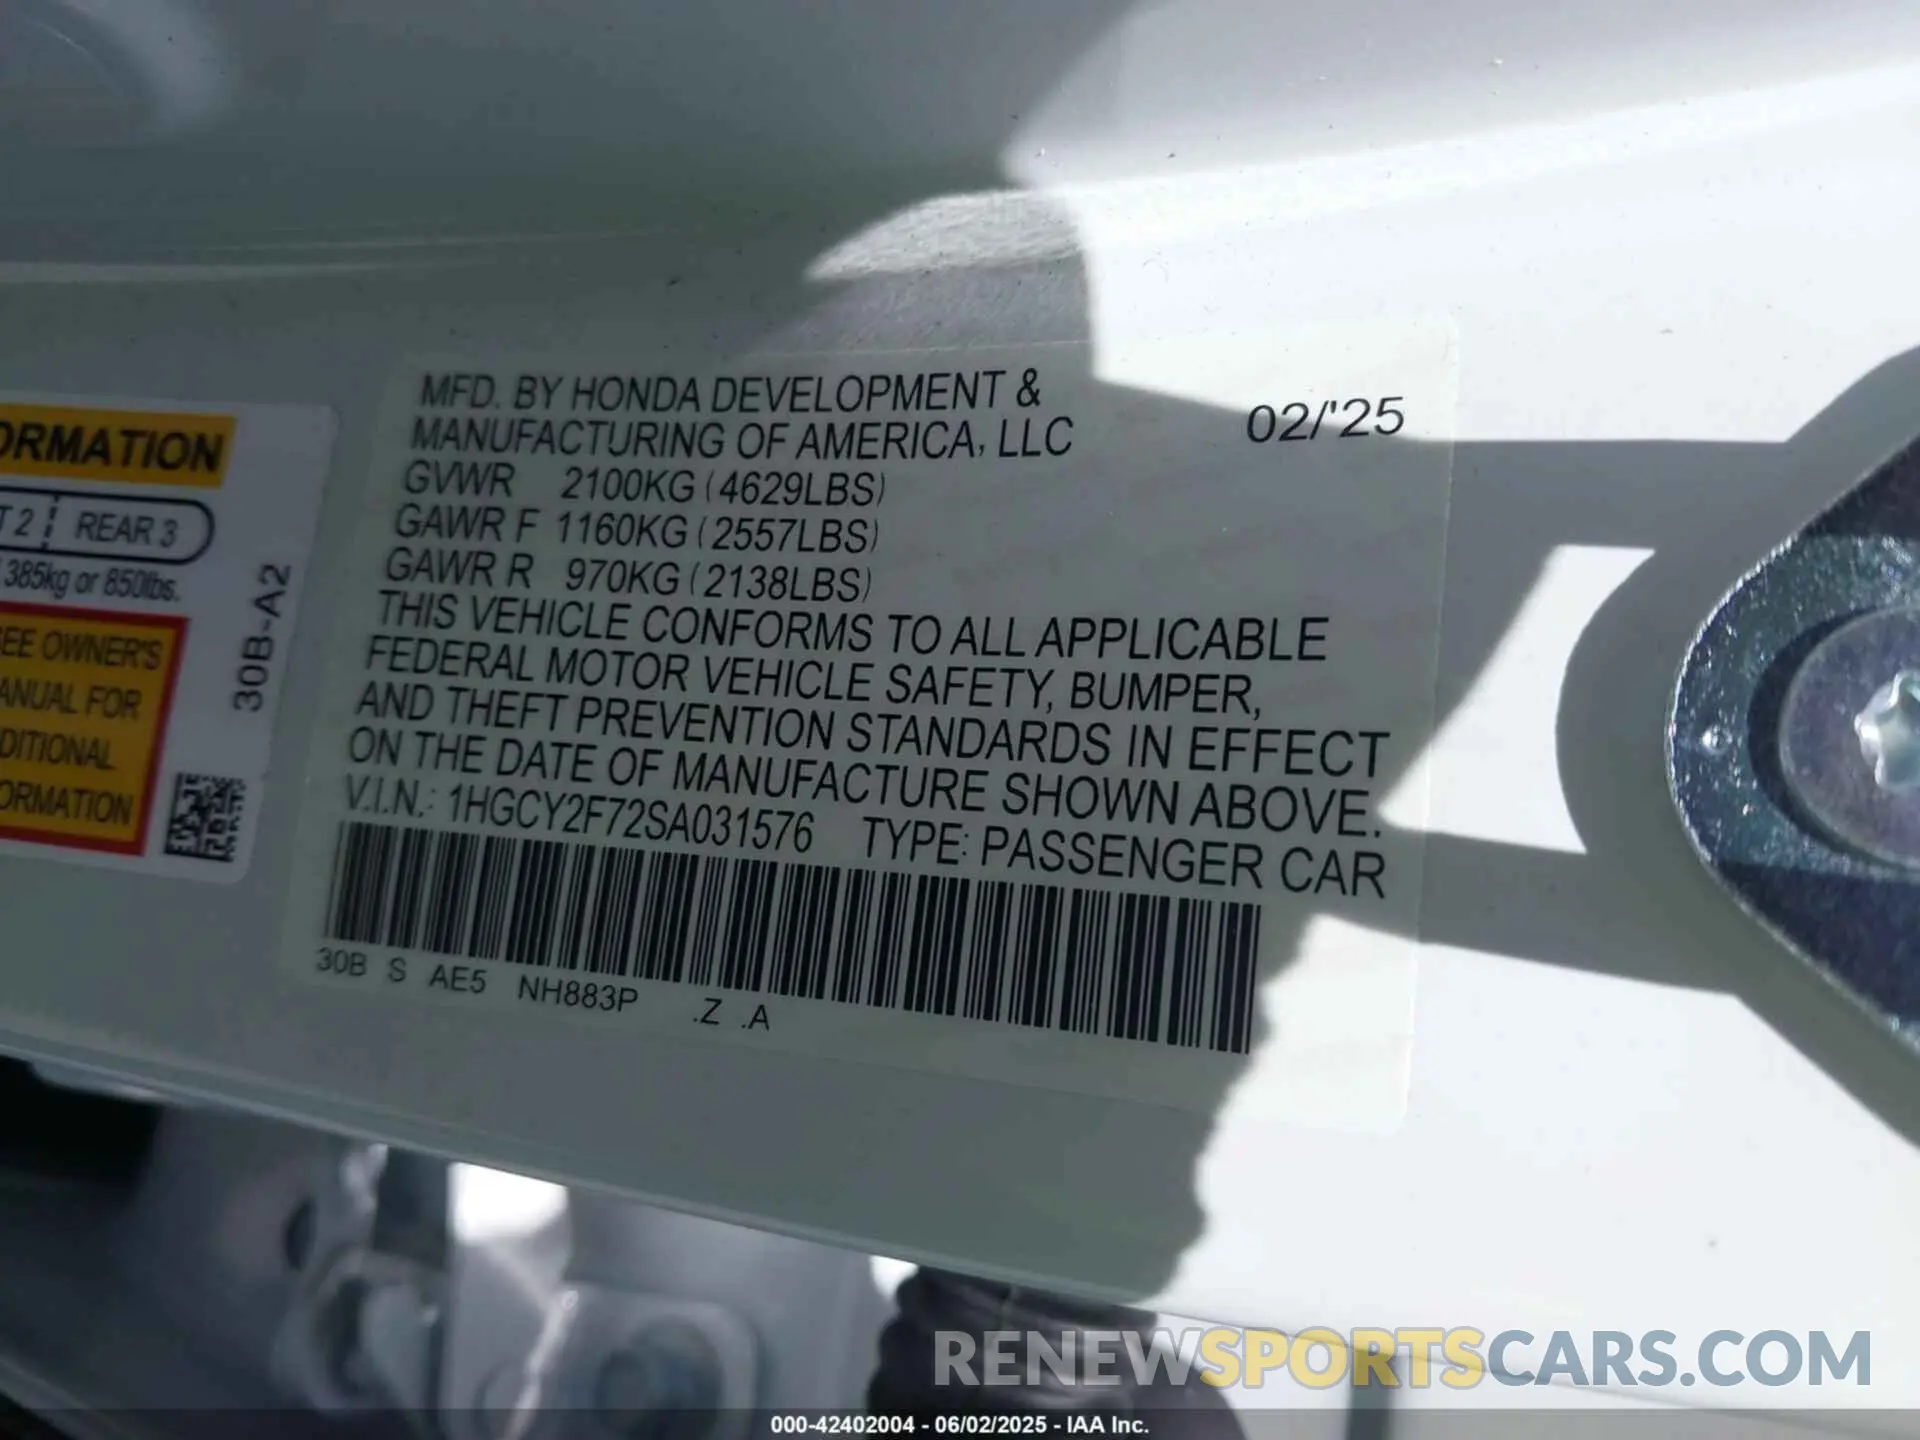 MFD. BY HONDA DEVELOPMENT &
MANUFACTURING OF AMERICA, LLC
02/'25
GVWR 2100KG (4629LBS)
GAWR F 1160KG (2557LBS)
GAWR R 970KG (2138LBS)
THIS VEHICLE CONFORMS TO ALL APPLICABLE
FEDERAL MOTOR VEHICLE SAFETY, BUMPER,
AND THEFT PREVENTION STANDARDS IN EFFECT
ON THE DATE OF MANUFACTURE SHOWN ABOVE.
V.I.N.: 1HGCY2F72SA031576 TYPE: PASSENGER CAR
30B S AE5 NH883P .Z .A
ORMATION
T 2 REAR 3
385kg or 850lbs.
EE OWNER'S
ANUAL FOR
DITIONAL
ORMATION
30B-A2
RENEWSPORTSCARS.COM
000-42402004 - 06/02/2025 - IAA Inc.